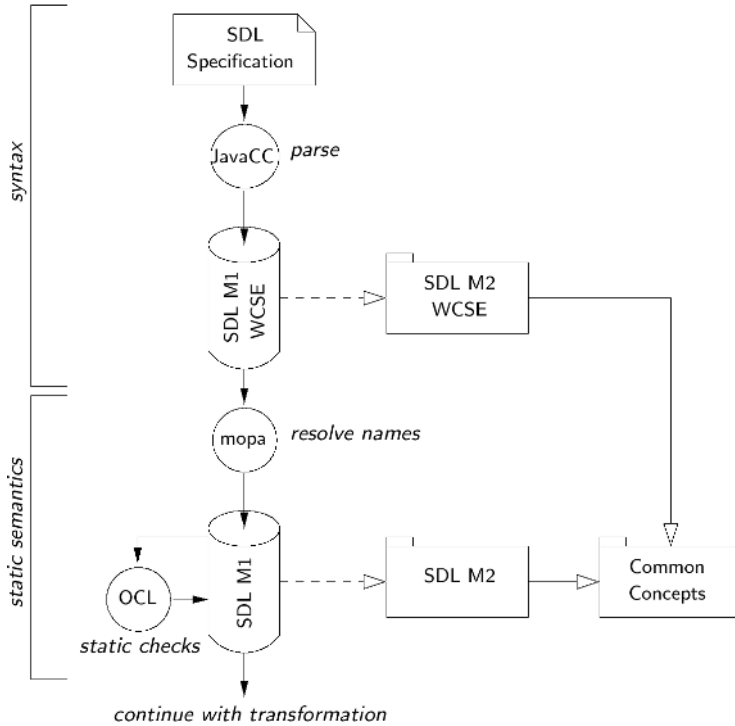 SDL
Specification
JavaCC
parse
syntax
SDL M1
WCSE
SDL M2
WCSE
mopa
resolve names
static semantics
OCL
static checks
SDL M1
SDL M2
Common
Concepts
continue with transformation